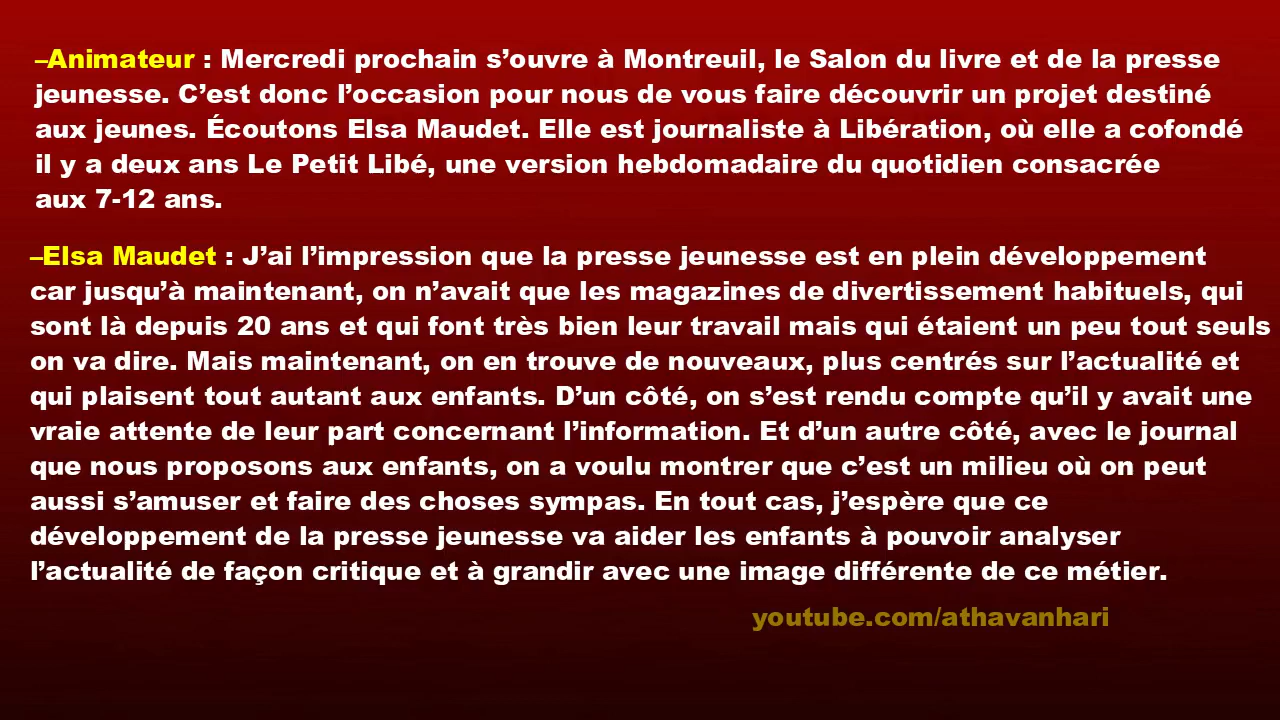 –Animateur : Mercredi prochain s’ouvre à Montreuil, le Salon du livre et de la presse
jeunesse. C’est donc l’occasion pour nous de vous faire découvrir un projet destiné
aux jeunes. Écoutons Elsa Maudet. Elle est journaliste à Libération, où elle a cofondé
il y a deux ans Le Petit Libé, une version hebdomadaire du quotidien consacrée
aux 7-12 ans.
–Elsa Maudet : J’ai l’impression que la presse jeunesse est en plein développement
car jusqu’à maintenant, on n’avait que les magazines de divertissement habituels, qui
sont là depuis 20 ans et qui font très bien leur travail mais qui étaient un peu tout seuls
on va dire. Mais maintenant, on en trouve de nouveaux, plus centrés sur l’actualité et
qui plaisent tout autant aux enfants. D’un côté, on s’est rendu compte qu’il y avait une
vraie attente de leur part concernant l’information. Et d’un autre côté, avec le journal
que nous proposons aux enfants, on a voulu montrer que c’est un milieu où on peut
aussi s’amuser et faire des choses sympas. En tout cas, j’espère que ce
développement de la presse jeunesse va aider les enfants à pouvoir analyser
l’actualité de façon critique et à grandir avec une image différente de ce métier.
youtube.com/athavanhari